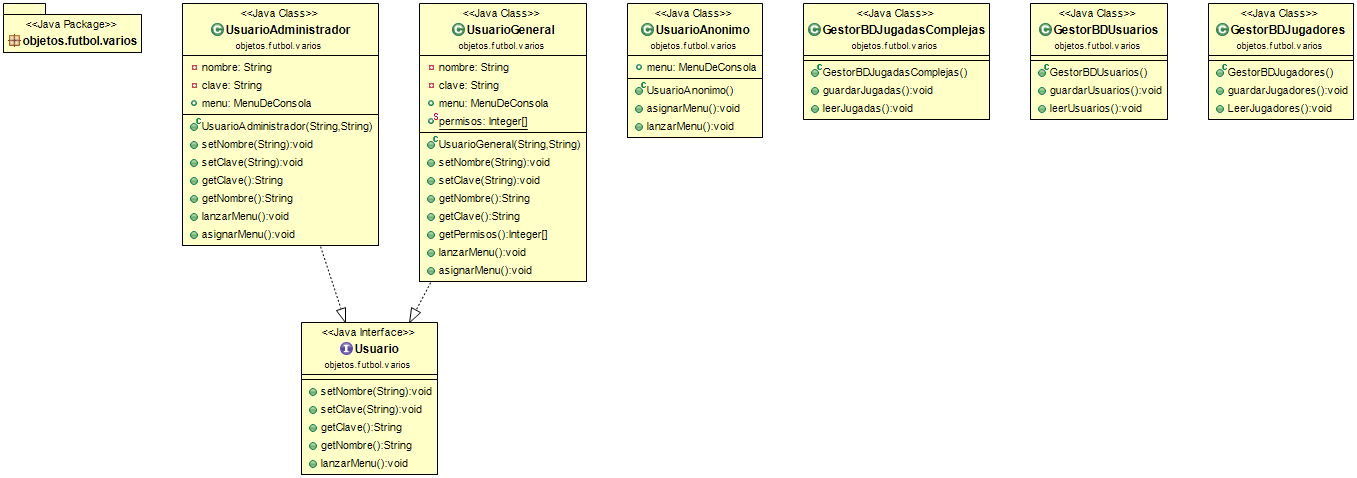 <<Java Package>>
objetos.futbol.varios
<<Java Class>>
UsuarioAdministrador
objetos.futbol.varios
nombre: String
clave: String
menu: MenuDeConsola
UsuarioAdministrador(String,String)
setNombre(String):void
setClave(String):void
getClave():String
getNombre():String
lanzarMenu():void
asignarMenu():void
<<Java Class>>
UsuarioGeneral
objetos.futbol.varios
nombre: String
clave: String
menu: MenuDeConsola
permisos: Integer[]
UsuarioGeneral(String,String)
setNombre(String):void
setClave(String):void
getNombre():String
getClave():String
getPermisos():Integer[]
lanzarMenu():void
asignarMenu():void
<<Java Class>>
UsuarioAnonimo
objetos.futbol.varios
menu: MenuDeConsola
UsuarioAnonimo()
asignarMenu():void
lanzarMenu():void
<<Java Class>>
GestorBDJugadasComplejas
objetos.futbol.varios
GestorBDJugadasComplejas()
guardarJugadas():void
leerJugadas():void
<<Java Class>>
GestorBDUsuarios
objetos.futbol.varios
GestorBDUsuarios()
guardarUsuarios():void
leerUsuarios():void
<<Java Class>>
GestorBDJugadores
objetos.futbol.varios
GestorBDJugadores()
guardarJugadores():void
LeerJugadores():void
<<Java Interface>>
Usuario
objetos.futbol.varios
setNombre(String):void
setClave(String):void
getClave():String
getNombre():String
lanzarMenu():void